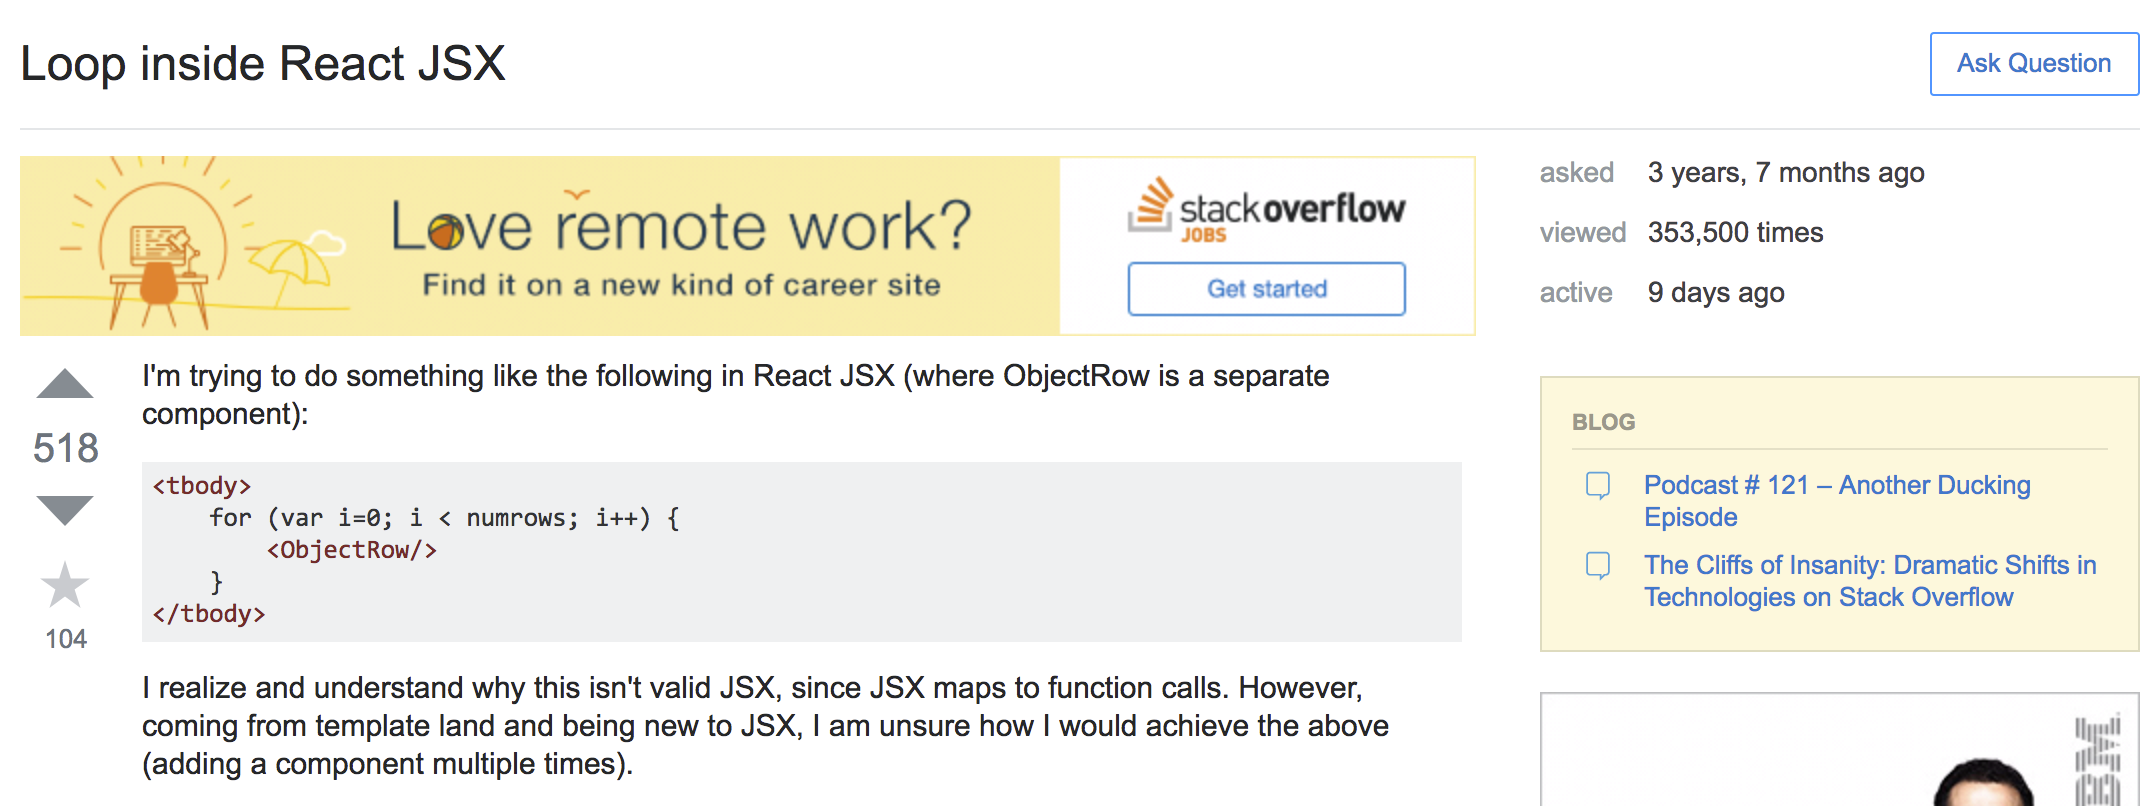 Loop inside React JSX
Ask Question
Love remote work?
Find it on a new kind of career site
stackoverflow
JOBS
Get started
asked 3 years, 7 months ago
viewed 353,500 times
active 9 days ago
518
104
I'm trying to do something like the following in React JSX (where ObjectRow is a separate
component):
<tbody>
    for (var i=0; i < numrows; i++) {
        <ObjectRow/>
    }
</tbody>
I realize and understand why this isn't valid JSX, since JSX maps to function calls. However,
coming from template land and being new to JSX, I am unsure how I would achieve the above
(adding a component multiple times).
BLOG
Podcast # 121 – Another Ducking
Episode
The Cliffs of Insanity: Dramatic Shifts in
Technologies on Stack Overflow
IBM